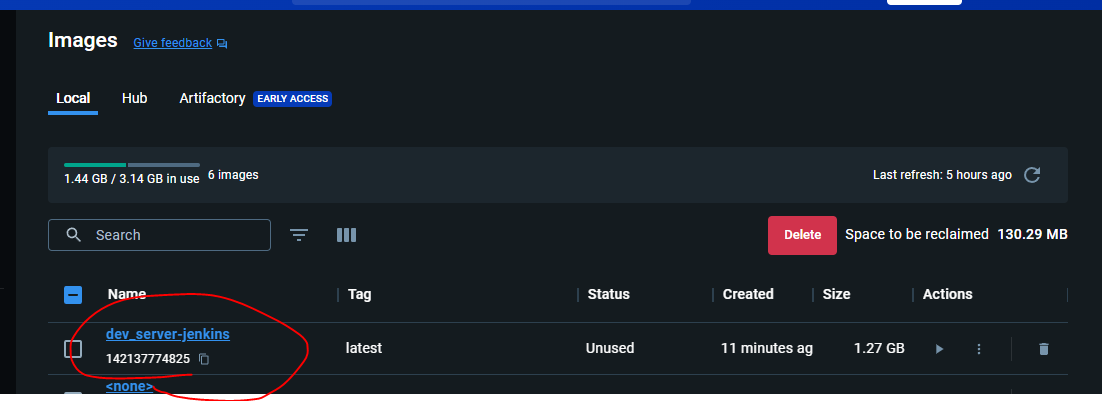 Images Give feedback
Local Hub Artifactory EARLY ACCESS
1.44 GB / 3.14 GB in use 6 images Last refresh: 5 hours ago
Search Delete Space to be reclaimed 130.29 MB
Name Tag Status Created Size Actions
dev_server-jenkins
142137774825 latest Unused 11 minutes ag 1.27 GB
<none>